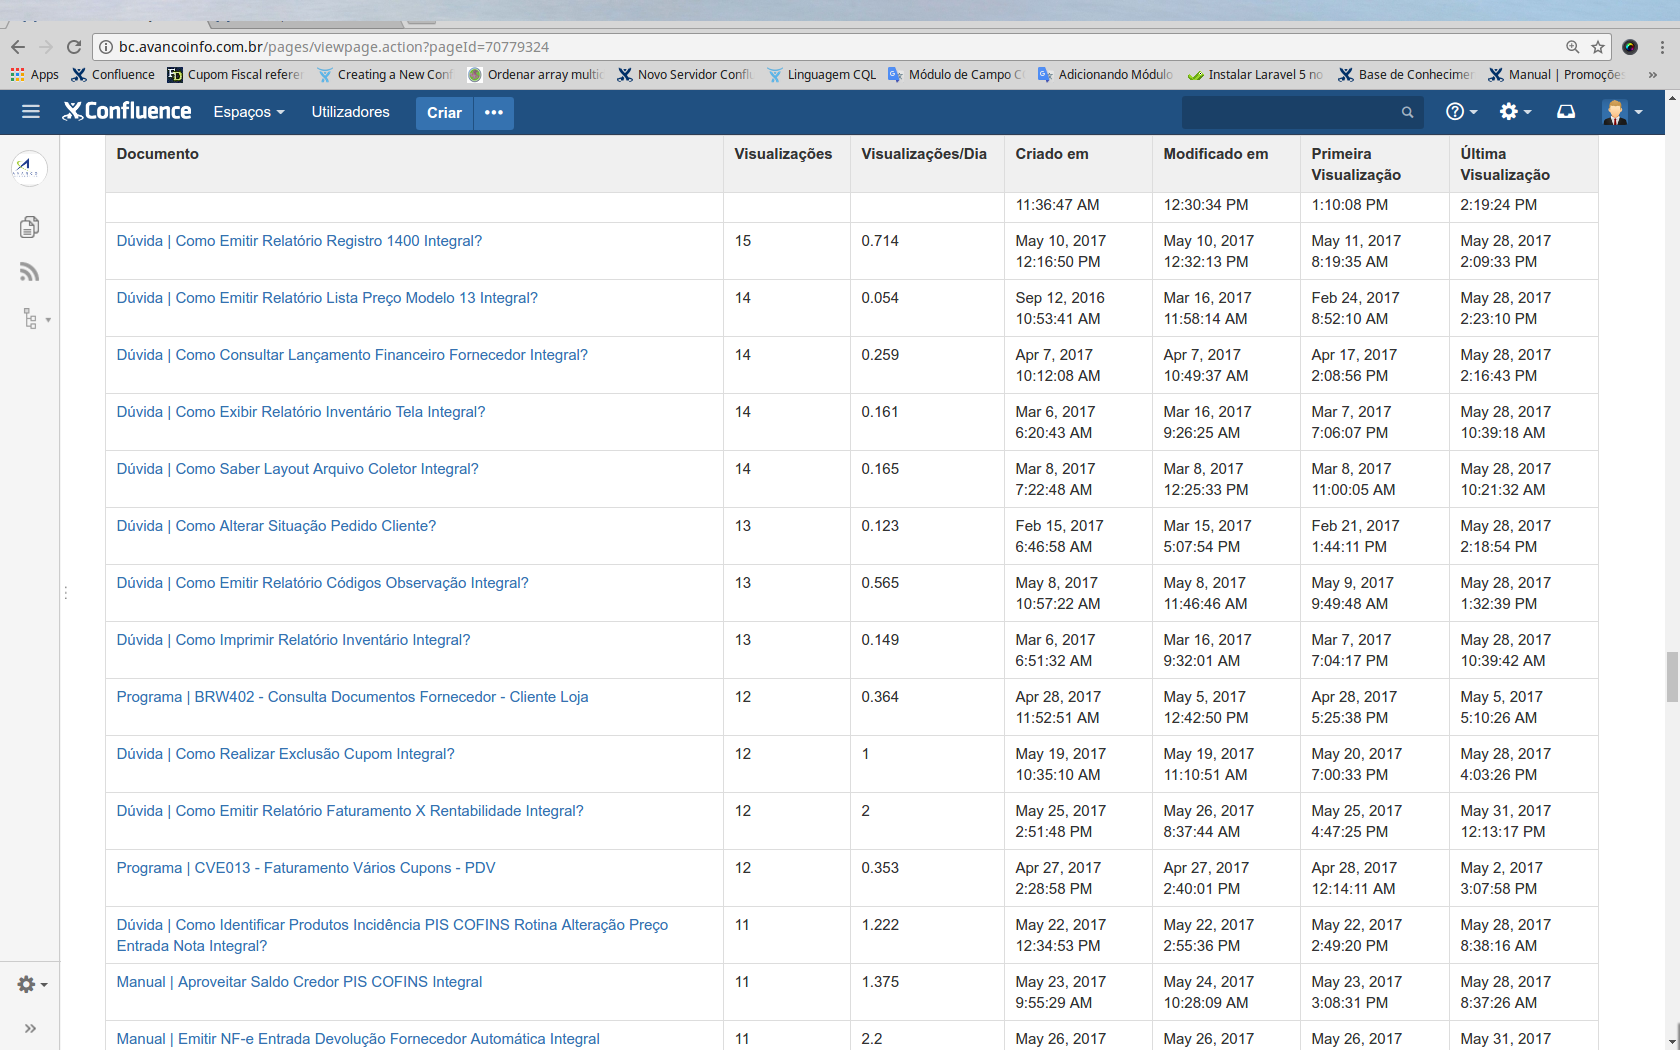 bc.avancoinfo.com.br/pages/viewpage.action?pageId=70779324
Apps Confluence Cupom Fiscal referer Creating a New Conf Ordenar array multid Novo Servidor Conflu Linguagem CQL Módulo de Campo CQ Adicionando Módulo Instalar Laravel 5 no Base de Conhecimen Manual | Promoções »
Confluence Espaços Utilizadores Criar •••
Documento Visualizações Visualizações/Dia Criado em Modificado em Primeira Visualização Última Visualização
11:36:47 AM 12:30:34 PM 1:10:08 PM 2:19:24 PM
Dúvida | Como Emitir Relatório Registro 1400 Integral? 15 0.714 May 10, 2017 May 10, 2017 May 11, 2017 May 28, 2017
12:16:50 PM 12:32:13 PM 8:19:35 AM 2:09:33 PM
Dúvida | Como Emitir Relatório Lista Preço Modelo 13 Integral? 14 0.054 Sep 12, 2016 Mar 16, 2017 Feb 24, 2017 May 28, 2017
10:53:41 AM 11:58:14 AM 8:52:10 AM 2:23:10 PM
Dúvida | Como Consultar Lançamento Financeiro Fornecedor Integral? 14 0.259 Apr 7, 2017 Apr 7, 2017 Apr 17, 2017 May 28, 2017
10:12:08 AM 10:49:37 AM 2:08:56 PM 2:16:43 PM
Dúvida | Como Exibir Relatório Inventário Tela Integral? 14 0.161 Mar 6, 2017 Mar 16, 2017 Mar 7, 2017 May 28, 2017
6:20:43 AM 9:26:25 AM 7:06:07 PM 10:39:18 AM
Dúvida | Como Saber Layout Arquivo Coletor Integral? 14 0.165 Mar 8, 2017 Mar 8, 2017 Mar 8, 2017 May 28, 2017
7:22:48 AM 12:25:33 PM 11:00:05 AM 10:21:32 AM
Dúvida | Como Alterar Situação Pedido Cliente? 13 0.123 Feb 15, 2017 Mar 15, 2017 Feb 21, 2017 May 28, 2017
6:46:58 AM 5:07:54 PM 1:44:11 PM 2:18:54 PM
Dúvida | Como Emitir Relatório Códigos Observação Integral? 13 0.565 May 8, 2017 May 8, 2017 May 9, 2017 May 28, 2017
10:57:22 AM 11:46:46 AM 9:49:48 AM 1:32:39 PM
Dúvida | Como Imprimir Relatório Inventário Integral? 13 0.149 Mar 6, 2017 Mar 16, 2017 Mar 7, 2017 May 28, 2017
6:51:32 AM 9:32:01 AM 7:04:17 PM 10:39:42 AM
Programa | BRW402 - Consulta Documentos Fornecedor - Cliente Loja 12 0.364 Apr 28, 2017 May 5, 2017 Apr 28, 2017 May 5, 2017
11:52:51 AM 12:42:50 PM 5:25:38 PM 5:10:26 AM
Dúvida | Como Realizar Exclusão Cupom Integral? 12 1 May 19, 2017 May 19, 2017 May 20, 2017 May 28, 2017
10:35:10 AM 11:10:51 AM 7:00:33 PM 4:03:26 PM
Dúvida | Como Emitir Relatório Faturamento X Rentabilidade Integral? 12 2 May 25, 2017 May 26, 2017 May 25, 2017 May 31, 2017
2:51:48 PM 8:37:44 AM 4:47:25 PM 12:13:17 PM
Programa | CVE013 - Faturamento Vários Cupons - PDV 12 0.353 Apr 27, 2017 Apr 27, 2017 Apr 28, 2017 May 2, 2017
2:28:58 PM 2:40:01 PM 12:14:11 AM 3:07:58 PM
Dúvida | Como Identificar Produtos Incidência PIS COFINS Rotina Alteração Preço 11 1.222 May 22, 2017 May 22, 2017 May 22, 2017 May 28, 2017
Entrada Nota Integral? 12:34:53 PM 2:55:36 PM 2:49:20 PM 8:38:16 AM
Manual | Aproveitar Saldo Credor PIS COFINS Integral 11 1.375 May 23, 2017 May 24, 2017 May 23, 2017 May 28, 2017
9:55:29 AM 10:28:09 AM 3:08:31 PM 8:37:26 AM
Manual | Emitir NF-e Entrada Devolução Fornecedor Automática Integral 11 2.2 May 26, 2017 May 26, 2017 May 26, 2017 May 31, 2017